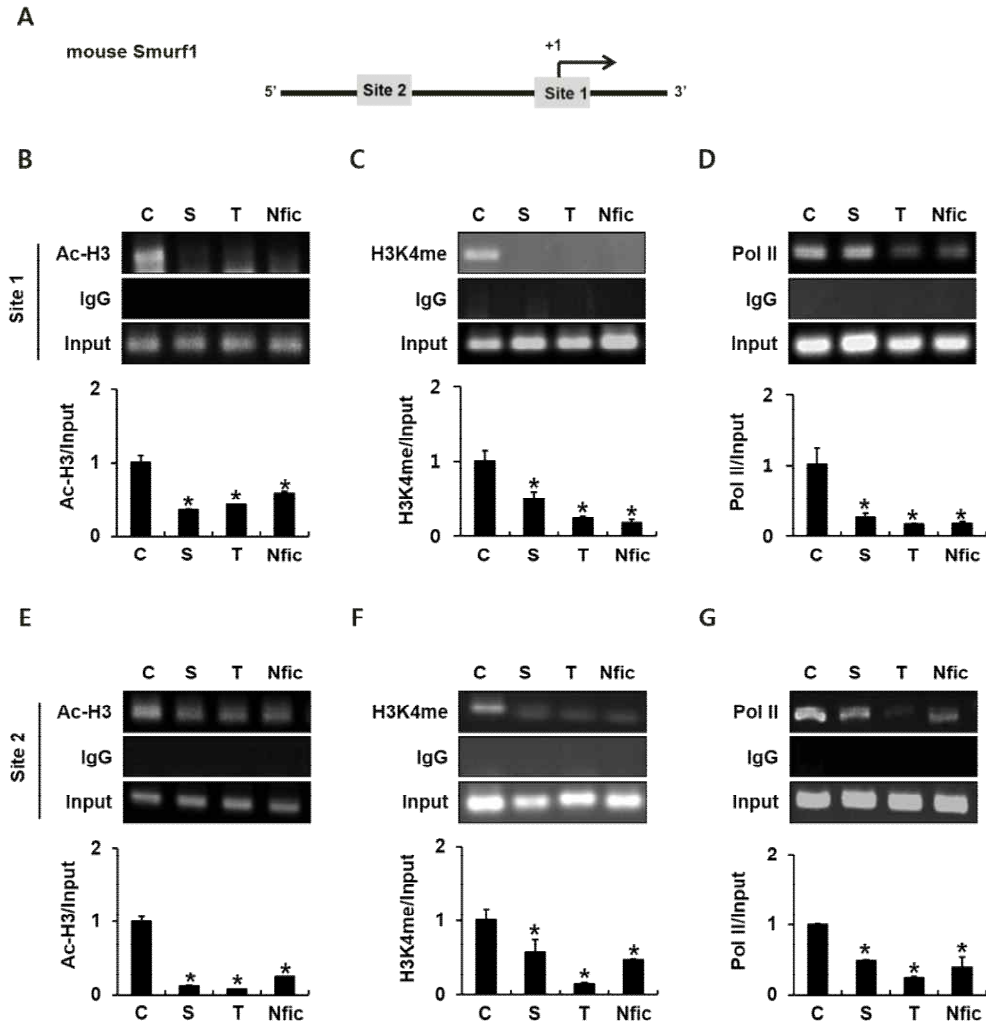 A
mouse Smurf1
+1
5' Site 2 Site 1 3'
B
C S T Nfic
Site 1
Ac-H3
IgG
Input
Ac-H3/Input
2
1
0
* * *
C S T Nfic
C
C S T Nfic
H3K4me
IgG
Input
H3K4me/Input
2
1
0
* * *
C S T Nfic
D
C S T Nfic
Pol II
IgG
Input
Pol II/Input
2
1
0
* * *
C S T Nfic
E
C S T Nfic
Site 2
Ac-H3
IgG
Input
Ac-H3/Input
2
1
0
* * *
C S T Nfic
F
C S T Nfic
H3K4me
IgG
Input
H3K4me/Input
2
1
0
* * *
C S T Nfic
G
C S T Nfic
Pol II
IgG
Input
Pol II/Input
2
1
0
* * *
C S T Nfic